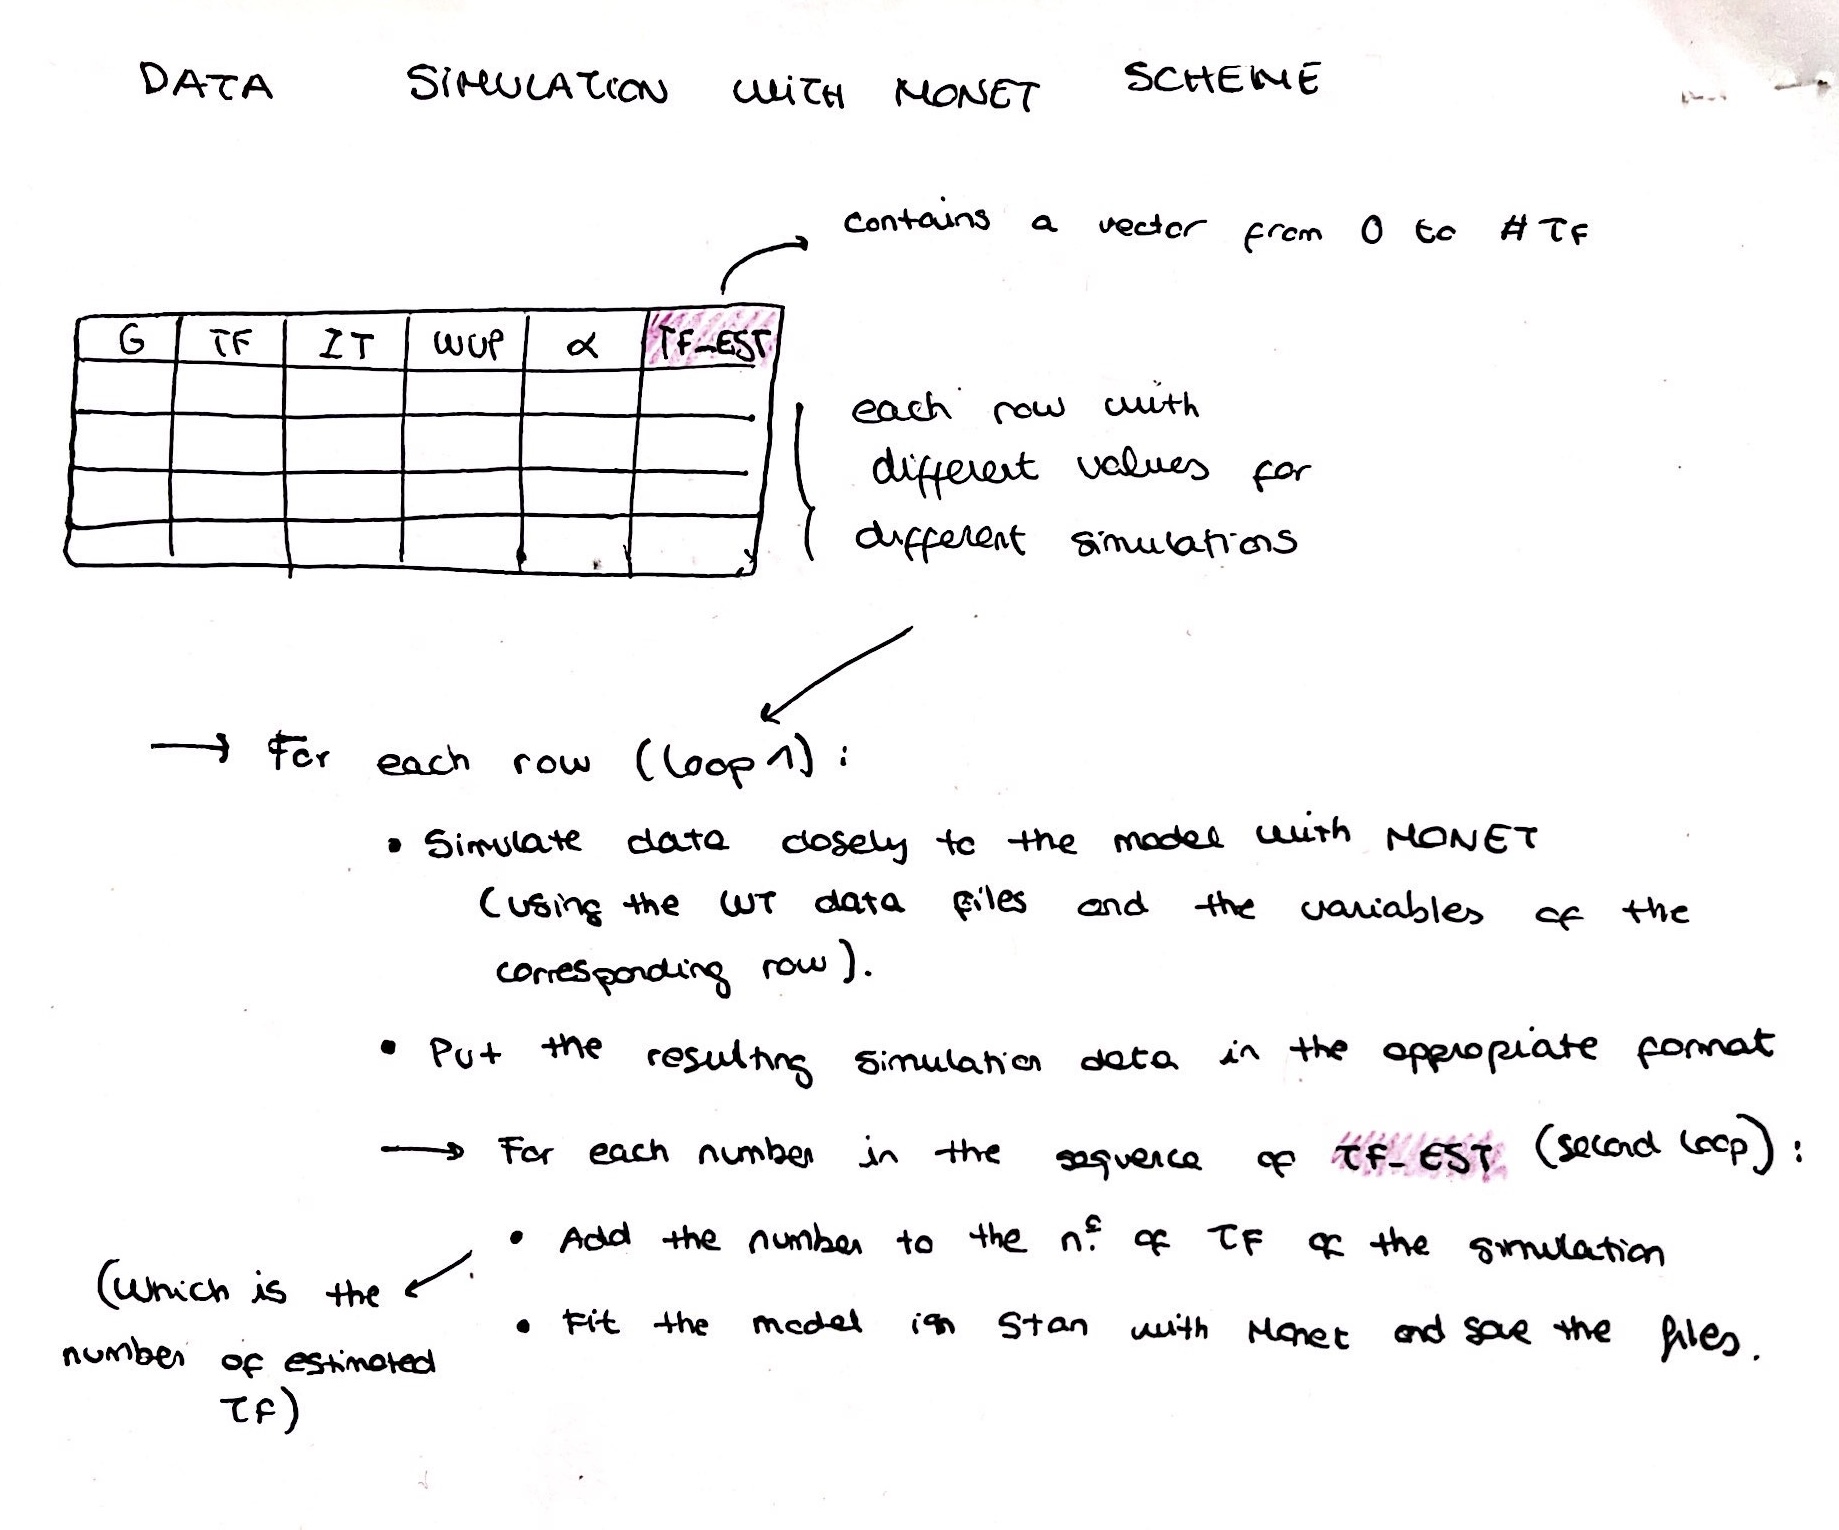 DATA SIMULATION WITH MONET SCHEME
contains a vector from 0 to # TF
G TF IT WUP α TF_EST
each row with
different values for
different simulations
→ For each row (loop 1):
• Simulate data closely to the model with MONET
(using the WT data files and the variables of the
corresponding row).
• Put the resulting simulation data in the appropiate format
→ For each number in the sequence of TF_EST (second loop):
• Add the number to the nº of TF of the simulation
(which is the
number of estimated
TF)
• Fit the model in Stan with Monet and save the files.